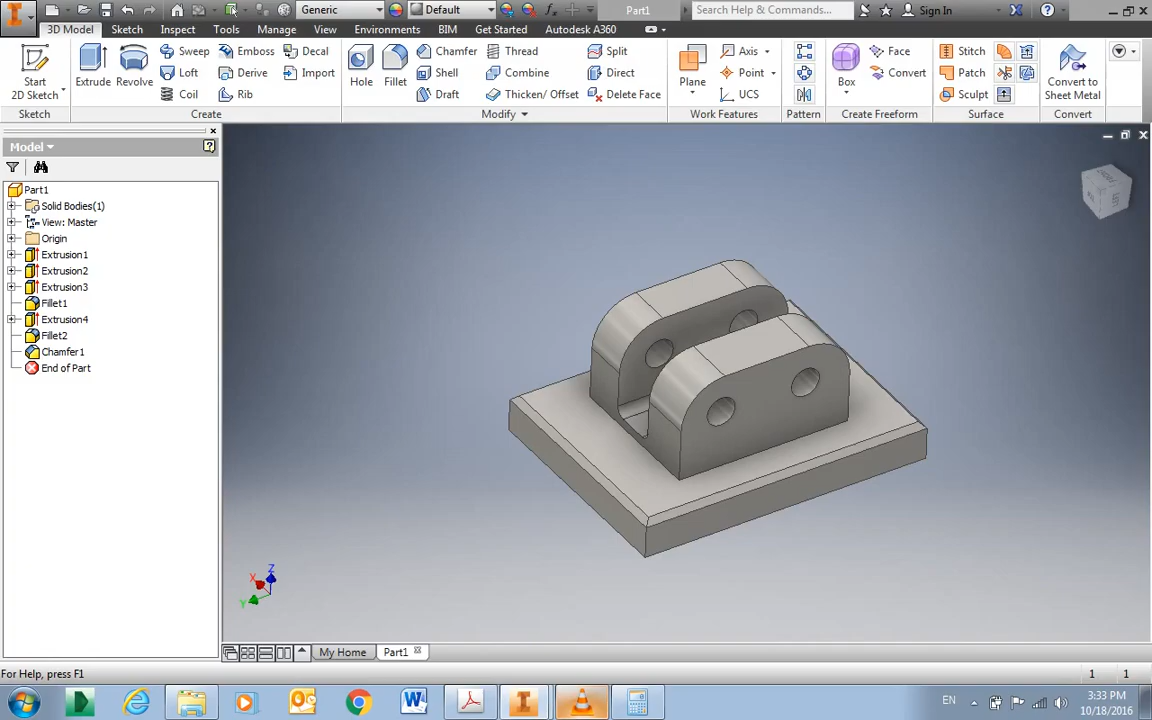 Generic Default fx Part1 Search Help & Commands... Sign In
3D Model Sketch Inspect Tools Manage View Environments BIM Get Started Autodesk A360
Start 2D Sketch
Extrude Revolve
Sweep Emboss Decal
Loft Derive Import
Coil Rib
Hole Fillet
Chamfer Thread Split
Shell Combine Direct
Draft Thicken/ Offset Delete Face
Plane
Axis
Point
UCS
Box
Face
Convert
Stitch
Patch
Sculpt
Convert to Sheet Metal
Sketch Create Modify Work Features Pattern Create Freeform Surface Convert
Model
Part1
Solid Bodies(1)
View: Master
Origin
Extrusion1
Extrusion2
Extrusion3
Fillet1
Extrusion4
Fillet2
Chamfer1
End of Part
Z
X
Y
My Home Part1
For Help, press F1 1 1
EN 3:33 PM
10/18/2016